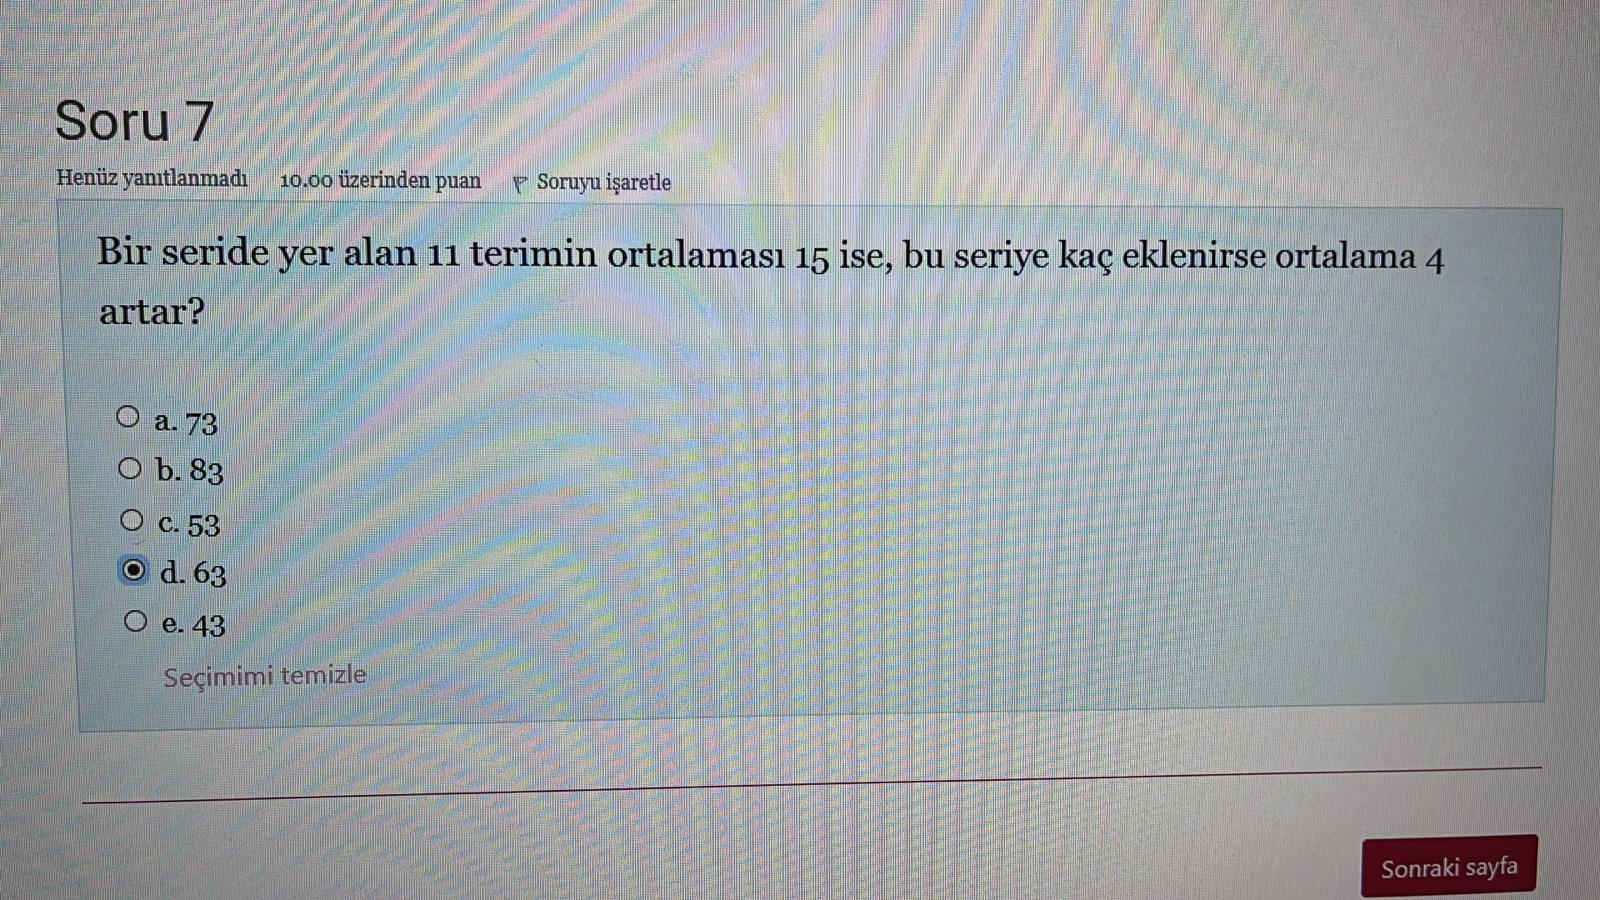 Soru 7
Henüz yanıtlanmadı 10.00 üzerinden puan Soruyu işaretle
Bir seride yer alan 11 terimin ortalaması 15 ise, bu seriye kaç eklenirse ortalama 4
artar?
a. 73
b. 83
c. 53
d. 63
e. 43
Seçimimi temizle
Sonraki sayfa